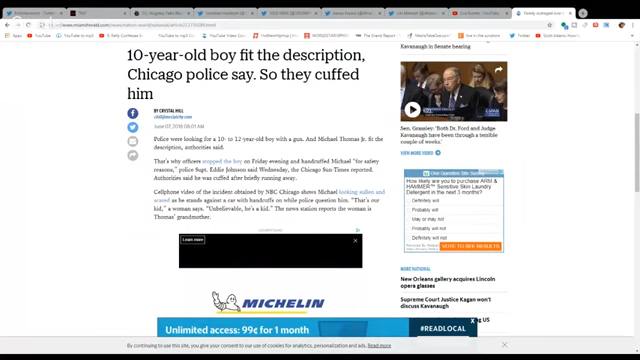 10-year-old boy fit the description,
Chicago police say. So they cuffed
him
BY CRYSTAL HILL
June 07, 2018 08:01 AM
Police were looking for a 10- to 12-year-old boy with a gun. And Michael Thomas Jr. fit the
description, authorities said.
That's why officers stopped the boy on Friday evening and handcuffed Michael "for safety
reasons," police Supt. Eddie Johnson said Wednesday, the Chicago Sun Times reported.
Authorities said he was cuffed after briefly running away.
Cellphone video of the incident obtained by NBC Chicago shows Michael looking sullen and
scared as he stands against a car with handcuffs on while police question him. "That's our
kid," a woman says. "Unbelievable, he's a kid." The news station reports the woman is
Thomas' grandmother.
ADVERTISEMENT
Learn more
MICHELIN
Kavanaugh in Senate hearing
CSPAN
Sen. Grassley: 'Both Dr. Ford and Judge
Kavanaugh have been through a terrible
couple of weeks'
VIEW MORE VIDEO
One Question Site Survey
How likely are you to purchase ARM &
HAMMER™ Sensitive Skin Laundry
Detergent in the next 3 months?
Definitely will
Probably will
May or may not
Probably will not
Definitely will not
VOTE TO SEE RESULTS
MORE NATIONAL
New Orleans gallery acquires Lincoln
opera glasses
Supreme Court Justice Kagan won't
discuss Kavanaugh
Unlimited access: 99¢ for 1 month
#READLOCAL
X
By continuing to use this site, you give your consent to our use of cookies for analytics, personalization and ads. Read more